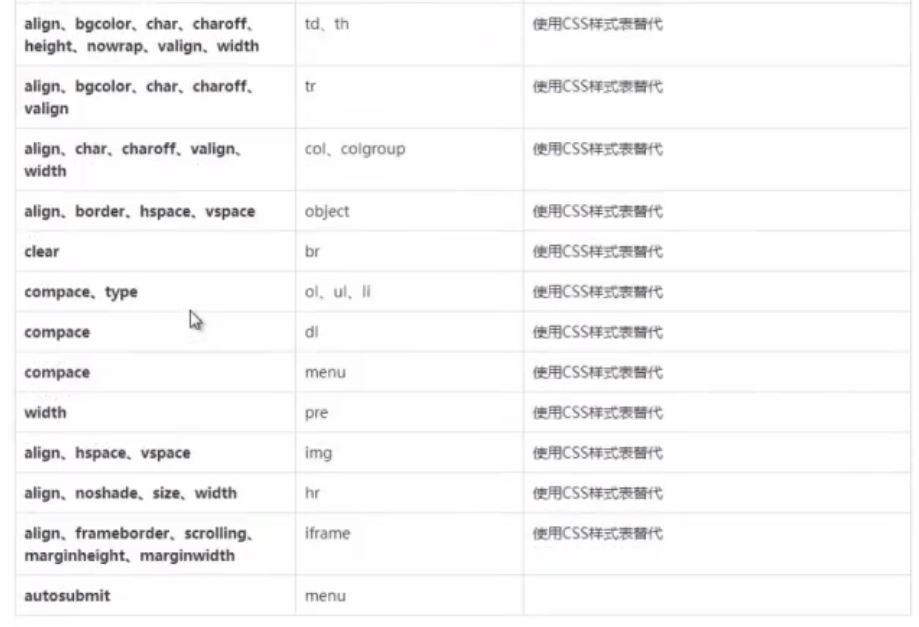 align、bgcolor、char、charoff、 td、th 使用CSS样式表替代
height、nowrap、valign、width
align、bgcolor、char、charoff、 tr 使用CSS样式表替代
valign
align、char、charoff、valign、 col、colgroup 使用CSS样式表替代
width
align、border、hspace、vspace object 使用CSS样式表替代
clear br 使用CSS样式表替代
compace、type ol、ul、li 使用CSS样式表替代
compace dl 使用CSS样式表替代
compace menu 使用CSS样式表替代
width pre 使用CSS样式表替代
align、hspace、vspace img 使用CSS样式表替代
align、noshade、size、width hr 使用CSS样式表替代
align、frameborder、scrolling、 iframe 使用CSS样式表替代
marginheight、marginwidth
autosubmit menu